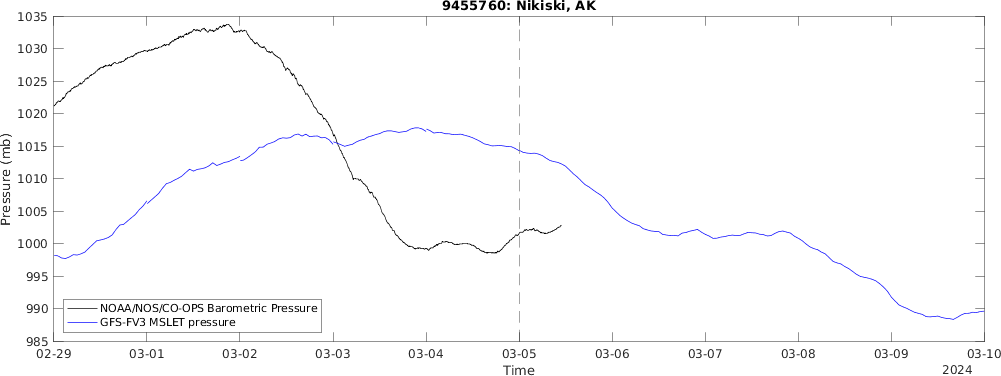 9455760: Nikiski, AK
Pressure (mb)
1035
1030
1025
1020
1015
1010
1005
1000
995
990
985
NOAA/NOS/CO-OPS Barometric Pressure
GFS-FV3 MSLET pressure
02-29 03-01 03-02 03-03 03-04 03-05 03-06 03-07 03-08 03-09 03-10
Time
2024